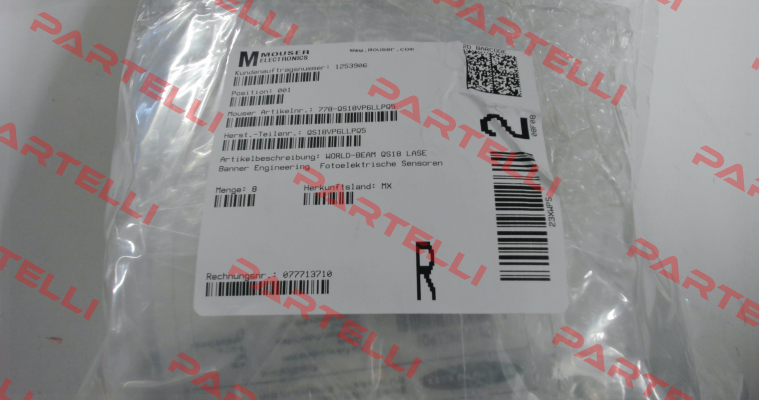 MOUSER
ELECTRONICS
www.mouser.com
2D BARCODE
Kundenauftragsnummer: 1253906
Position: 001
Mouser Artikelnr.: 770-QS18VP6LLPQ5
Herst.-Teilenr.: QS18VP6LLPQ5
Artikelbeschreibung: WORLD-BEAM QS18 LASE
Banner Engineering Fotoelektrische Sensoren
Menge: 8
Herkunftsland: MX
Rechnungsnr.: 077713710
R
2
PARTELLI
PARTELLI
PARTELLI
PARTELLI
PARTELLI
PARTELLI
PARTELLI
PARTELLI